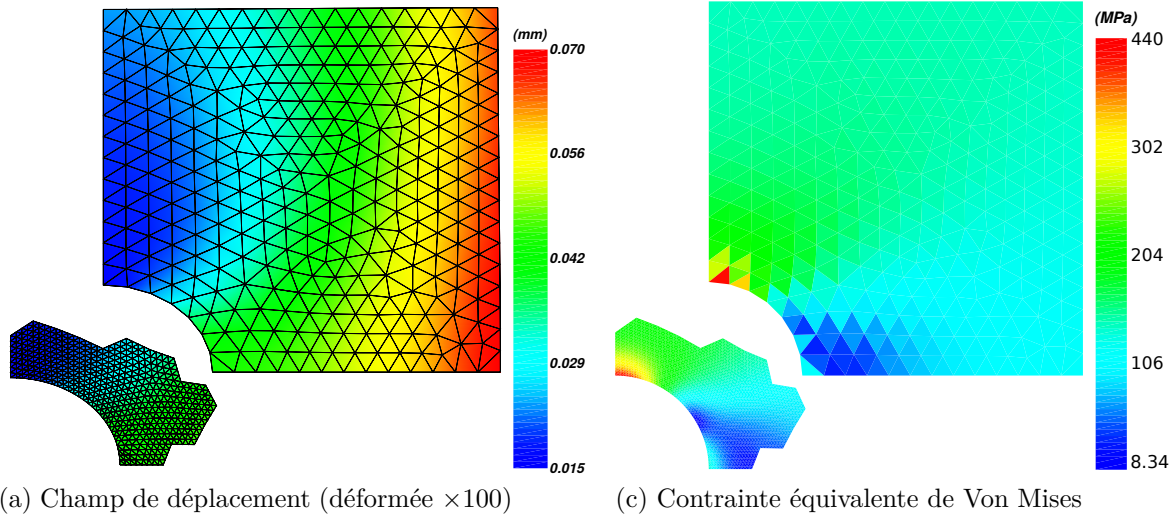 (mm)
0.070
0.056
0.042
0.029
0.015
(MPa)
440
302
204
106
8.34
(a) Champ de déplacement (déformée ×100)
(c) Contrainte équivalente de Von Mises